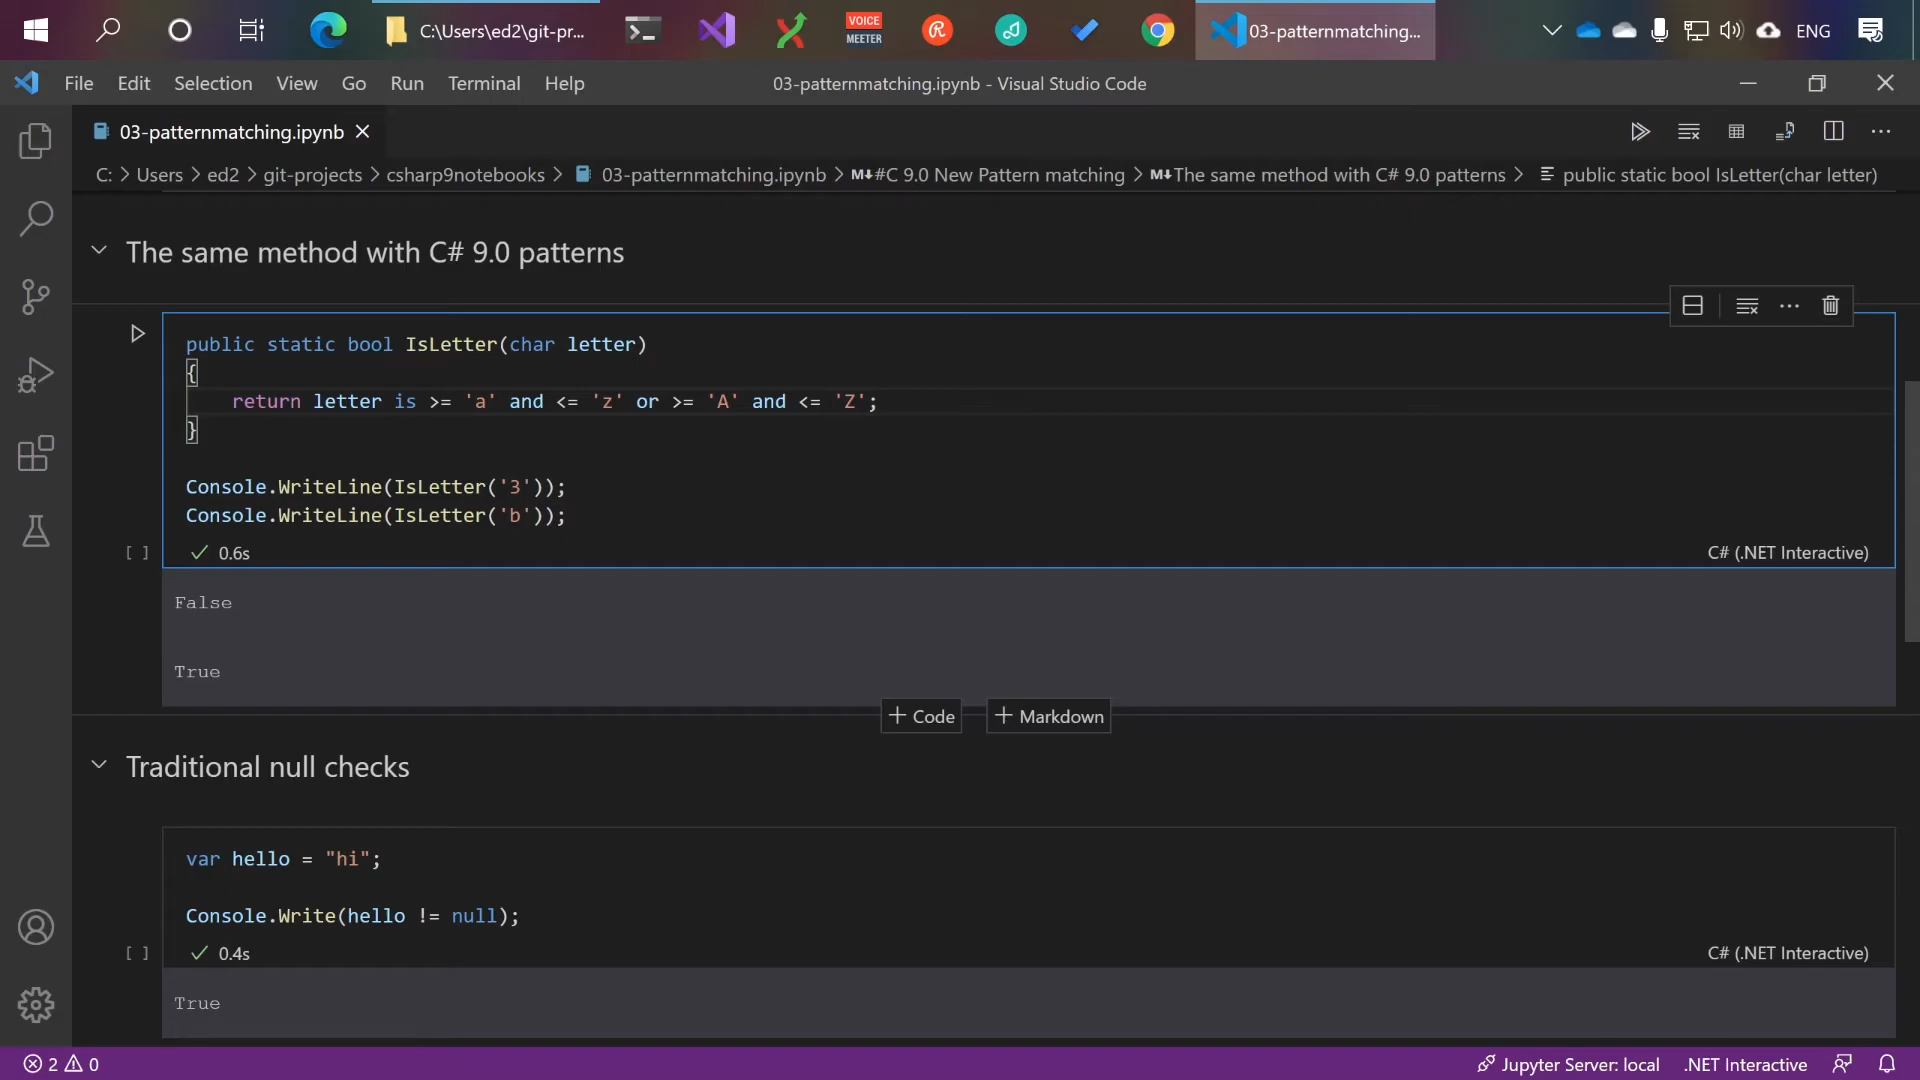 C:\Users\ed2\git-pr...
VOICE
MEETER
03-patternmatching...
ENG
File Edit Selection View Go Run Terminal Help
03-patternmatching.ipynb - Visual Studio Code
03-patternmatching.ipynb
C: > Users > ed2 > git-projects > csharp9notebooks > 03-patternmatching.ipynb > M↓#C 9.0 New Pattern matching > M↓The same method with C# 9.0 patterns > public static bool IsLetter(char letter)
The same method with C# 9.0 patterns
public static bool IsLetter(char letter)
{
    return letter is >= 'a' and <= 'z' or >= 'A' and <= 'Z';
}
Console.WriteLine(IsLetter('3'));
Console.WriteLine(IsLetter('b'));
[ ] ✓ 0.6s C# (.NET Interactive)
False
True
+ Code + Markdown
Traditional null checks
var hello = "hi";
Console.Write(hello != null);
[ ] ✓ 0.4s C# (.NET Interactive)
True
2 0 Jupyter Server: local .NET Interactive